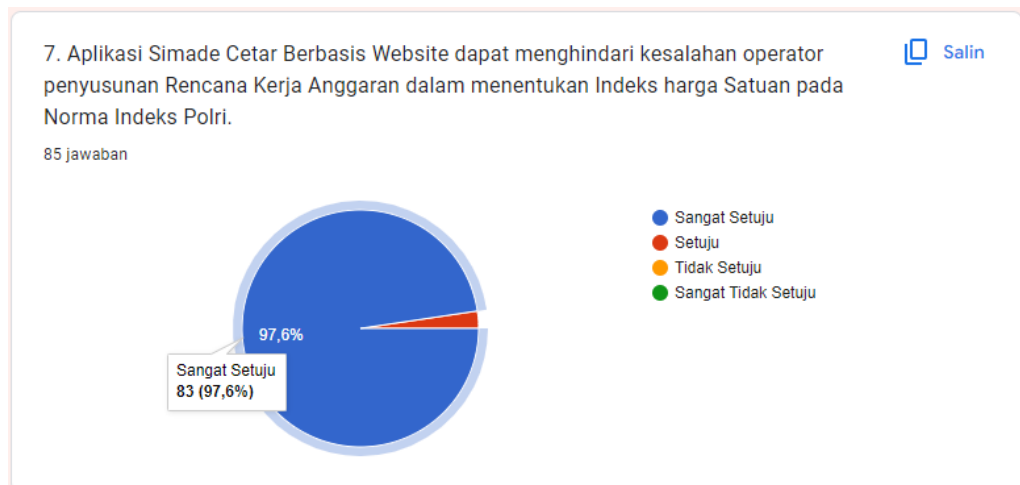 7. Aplikasi Simade Cetar Berbasis Website dapat menghindari kesalahan operator
penyusunan Rencana Kerja Anggaran dalam menentukan Indeks harga Satuan pada
Norma Indeks Polri.
Salin
85 jawaban
Sangat Setuju
Setuju
Tidak Setuju
Sangat Tidak Setuju
97,6%
Sangat Setuju
83 (97,6%)